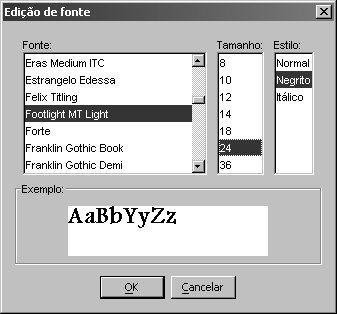 Edição de fonte
Fonte:
Eras Medium ITC
Estrangelo Edessa
Felix Titling
Footlight MT Light
Forte
Franklin Gothic Book
Franklin Gothic Demi
Tamanho:
8
10
12
14
18
24
36
Estilo:
Normal
Negrito
Itálico
Exemplo:
AaBbYyZz
OK
Cancelar